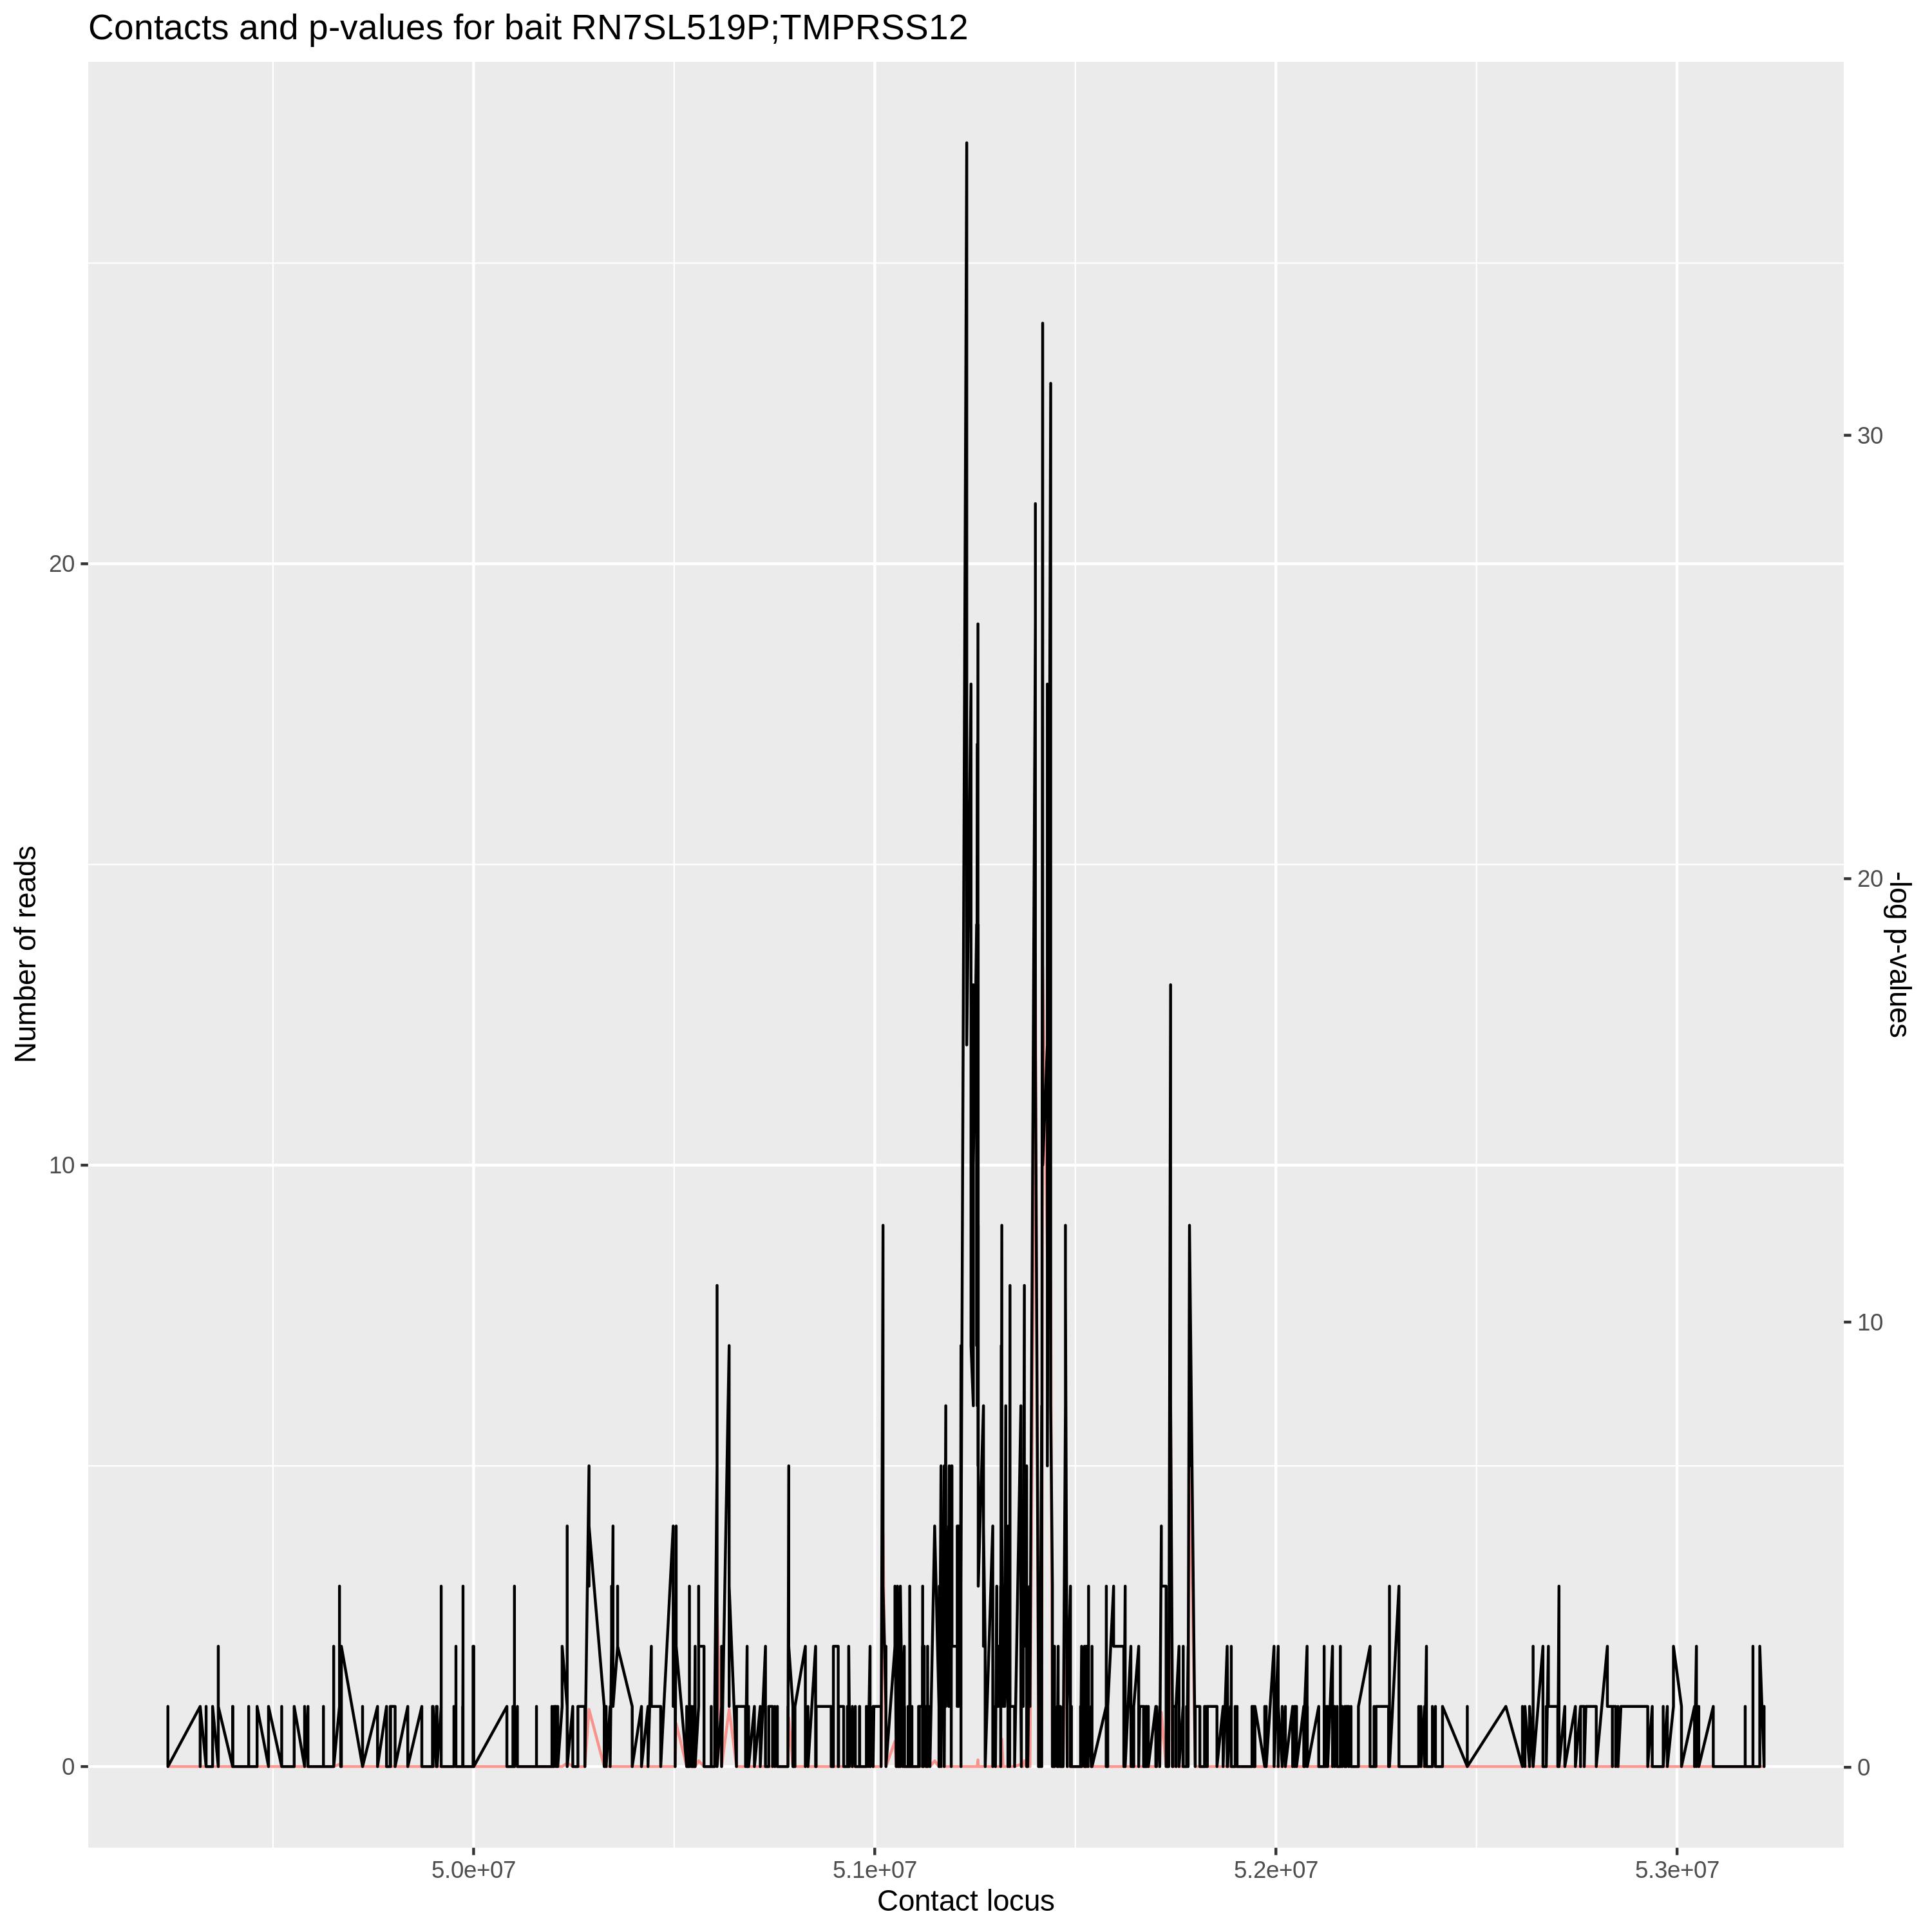 Contacts and p-values for bait RN7SL519P;TMPRSS12
Number of reads
20
10
0
30
20
10
0
-log p-values
5.0e+07
5.1e+07
5.2e+07
5.3e+07
Contact locus